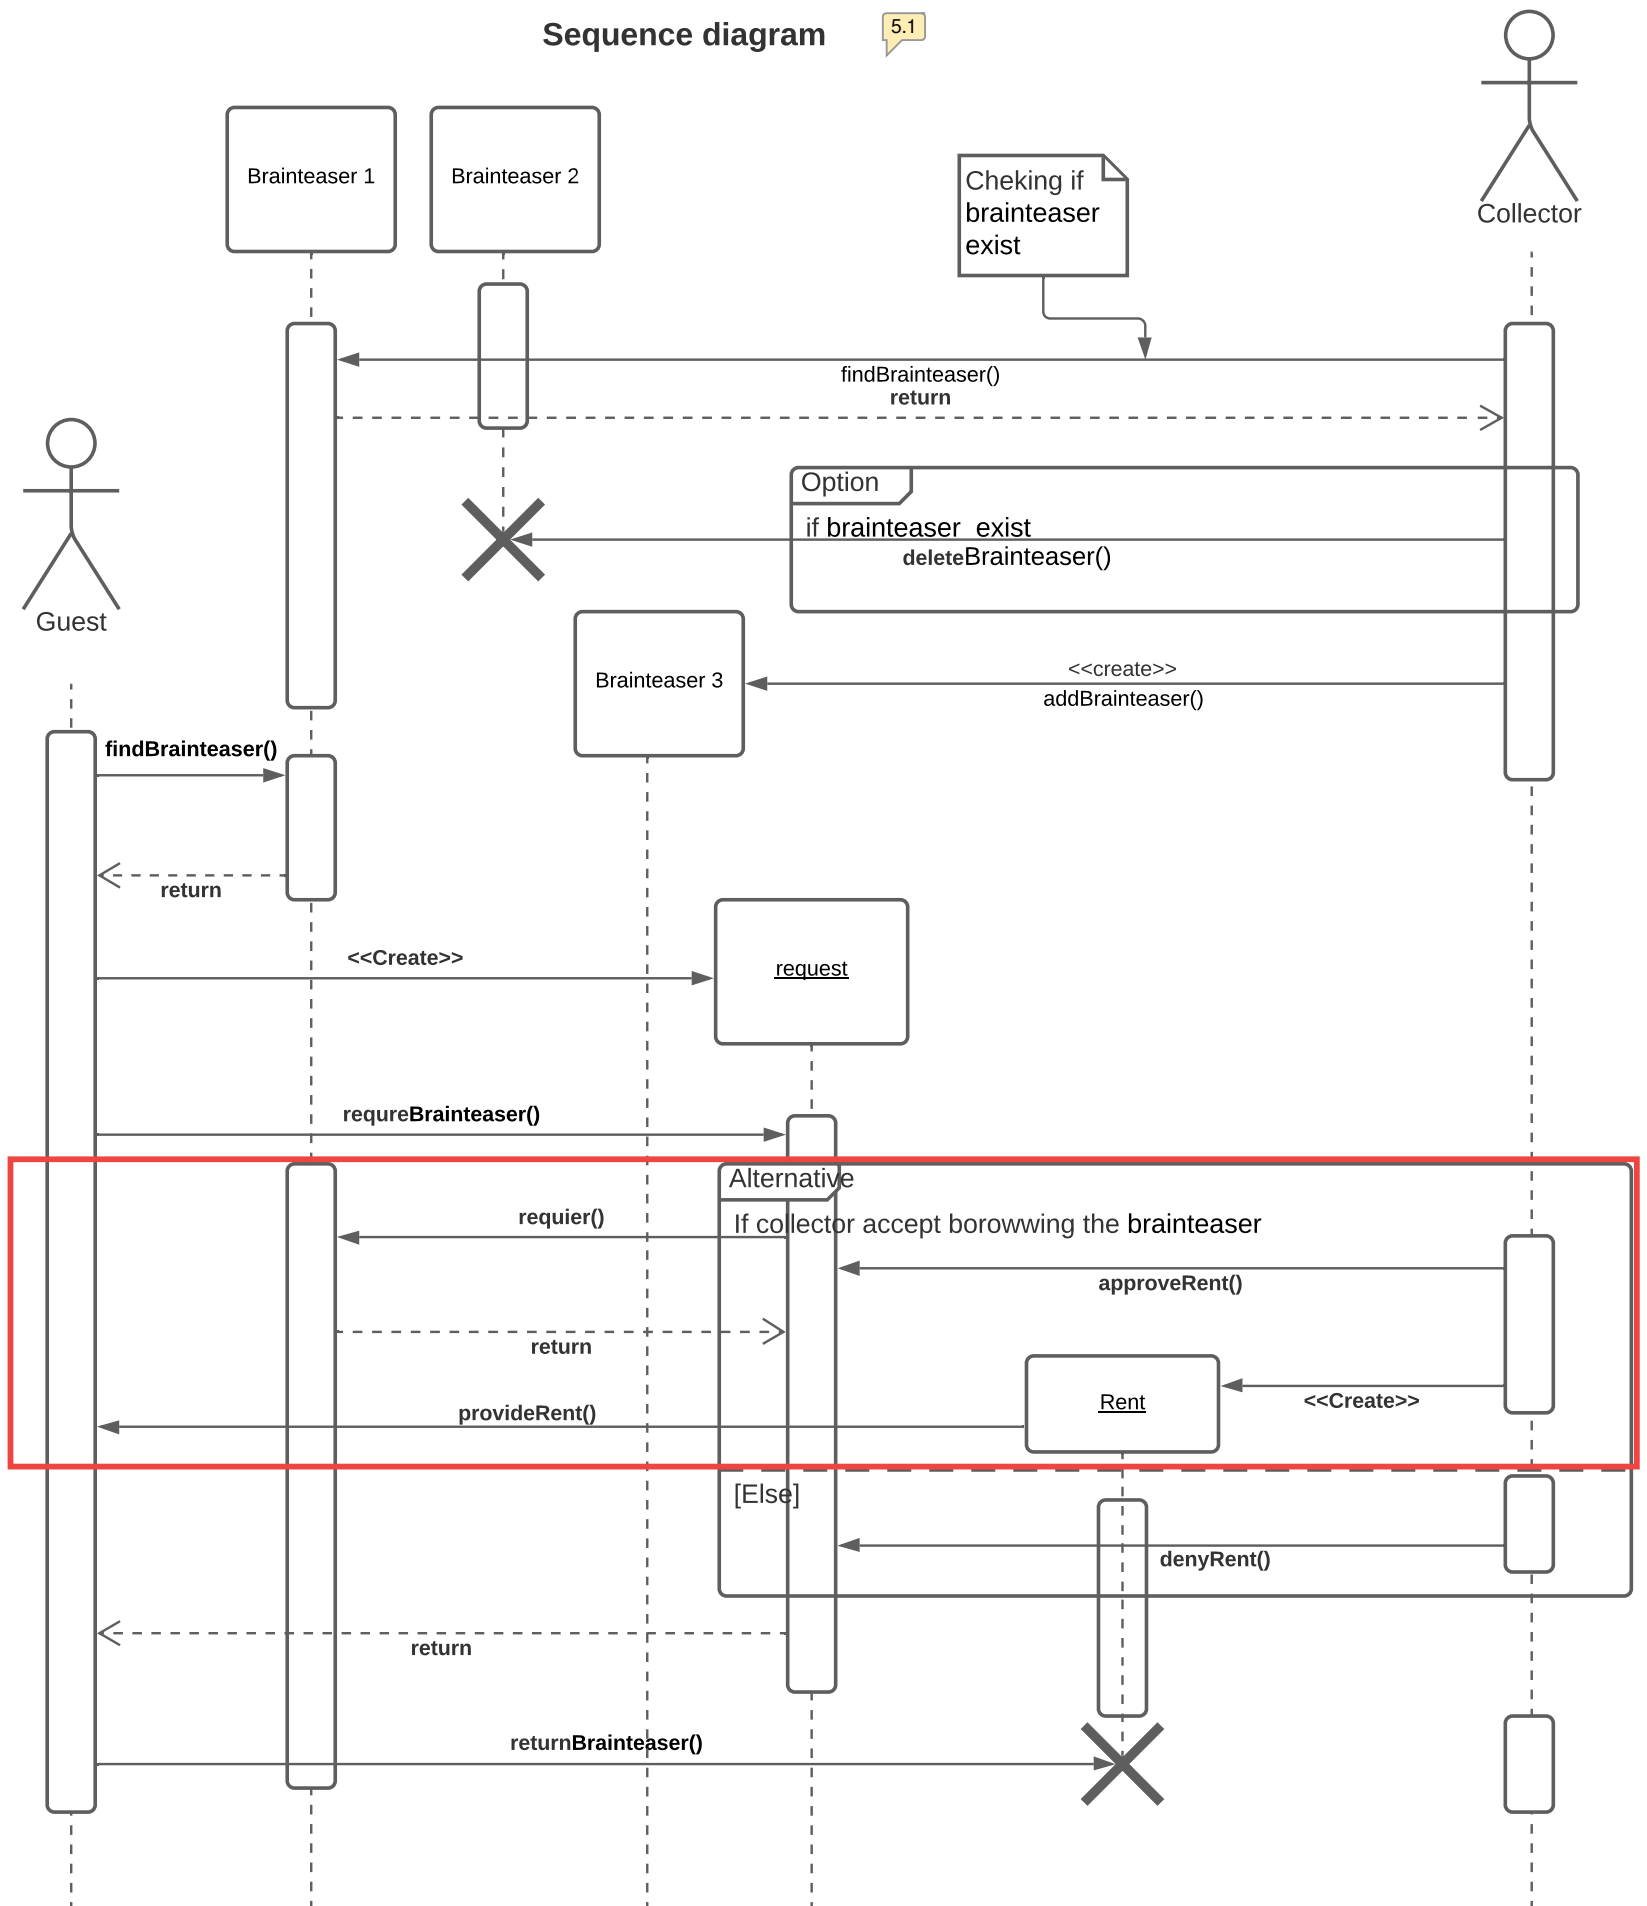 Sequence diagram
5.1
Brainteaser 1
Brainteaser 2
Cheking if
brainteaser
exist
Collector
findBrainteaser()
return
Guest
Option
if brainteaser exist
deleteBrainteaser()
Brainteaser 3
<<create>>
addBrainteaser()
findBrainteaser()
return
<<Create>>
request
requreBrainteaser()
Alternative
If collector accept borowwing the brainteaser
requier()
approveRent()
return
Rent
<<Create>>
provideRent()
[Else]
denyRent()
return
returnBrainteaser()